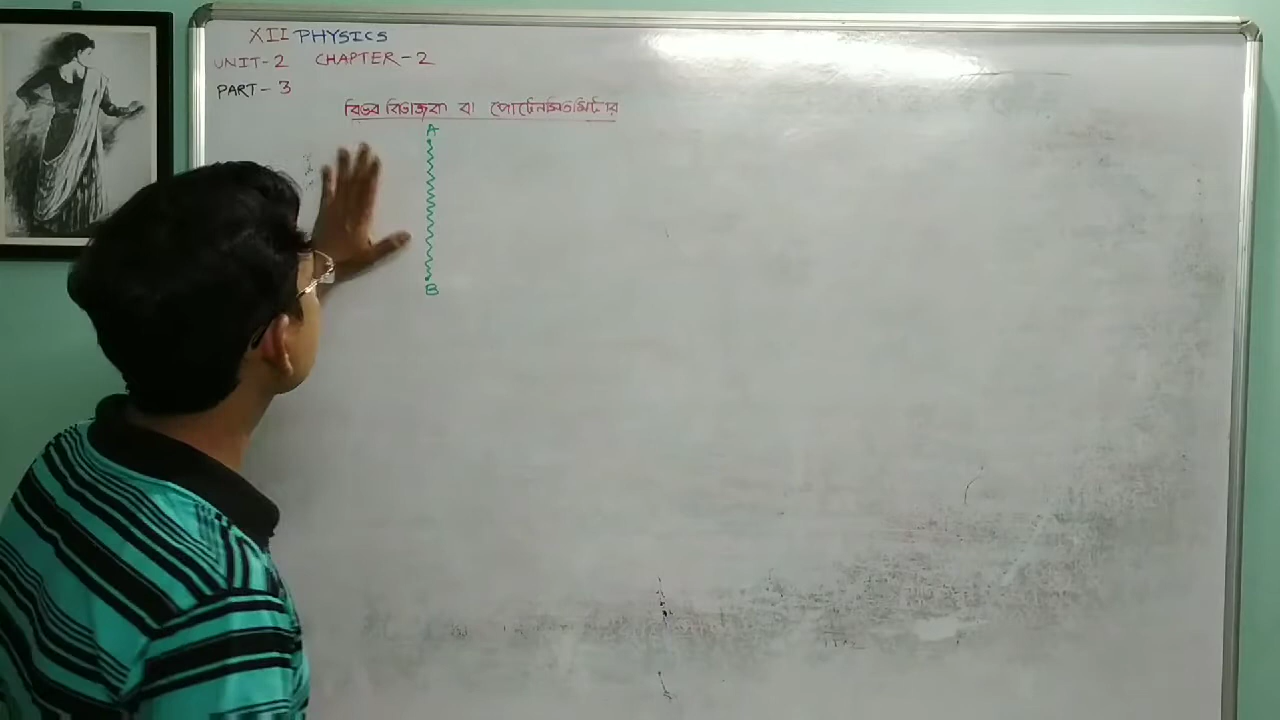 XII PHYSICS
UNIT-2 CHAPTER-2
PART-3
বিভব বিভাজক বা পোটেনসিওমিটার
A
B